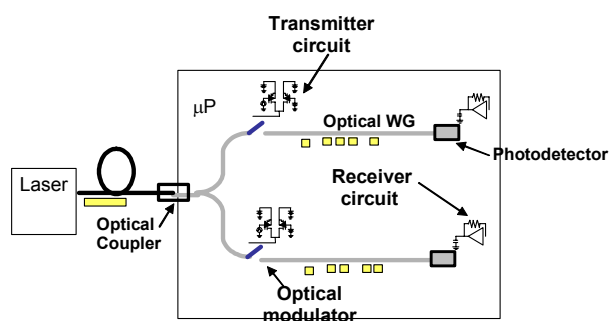 Transmitter
circuit
μP
Optical WG
Photodetector
Laser
Receiver
circuit
Optical
Coupler
Optical
modulator